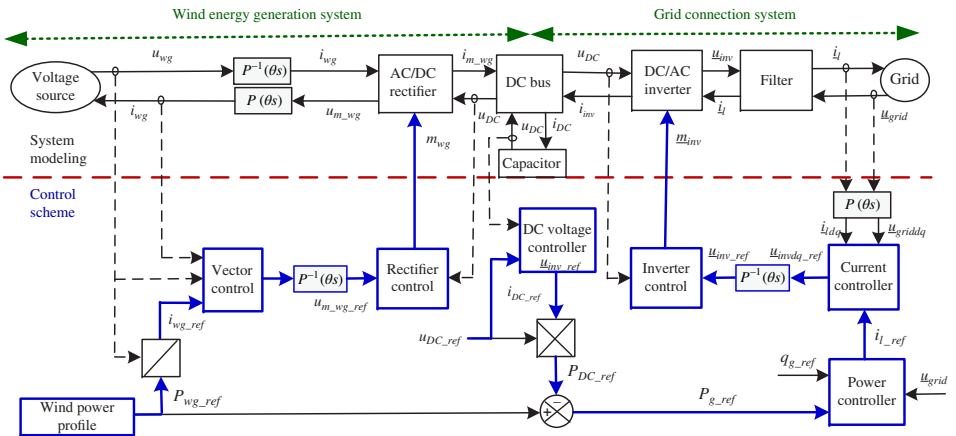 Wind energy generation system
Grid connection system
u_wg
i_wg
i_m_wg
u_DC
u_inv
i_l
Voltage
source
P⁻¹(θs)
P(θs)
AC/DC
rectifier
DC bus
DC/AC
inverter
Filter
Grid
i_wg
u_m_wg
u_DC
u_DC
i_DC
i_inv
i_l
u_grid
m_wg
m_inv
System
modeling
Capacitor
Control
scheme
P(θs)
i_ldq
u_griddq
DC voltage
controller
u_inv_ref
Vector
control
P⁻¹(θs)
Rectifier
control
u_m_wg_ref
Inverter
control
u_inv_ref
u_invdq_ref
P⁻¹(θs)
Current
controller
i_wg_ref
i_DC_ref
u_DC_ref
i_l_ref
P_wg_ref
P_DC_ref
q_g_ref
Power
controller
u_grid
P_g_ref
Wind power
profile
−
+